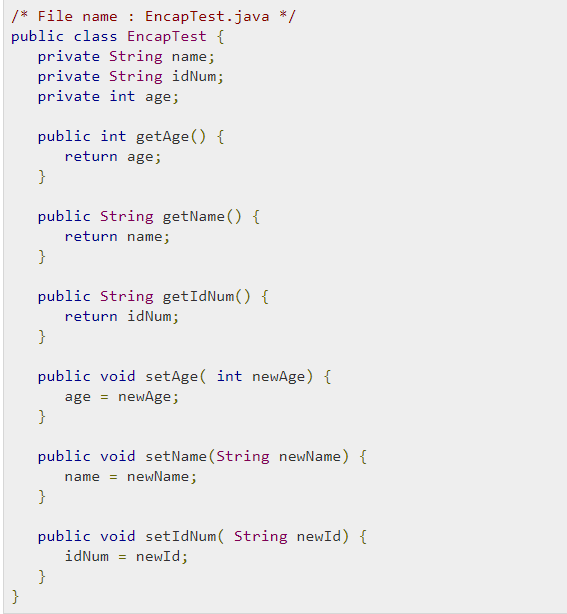 /* File name : EncapTest.java */
public class EncapTest {
   private String name;
   private String idNum;
   private int age;

   public int getAge() {
      return age;
   }

   public String getName() {
      return name;
   }

   public String getIdNum() {
      return idNum;
   }

   public void setAge( int newAge) {
      age = newAge;
   }

   public void setName(String newName) {
      name = newName;
   }

   public void setIdNum( String newId) {
      idNum = newId;
   }
}